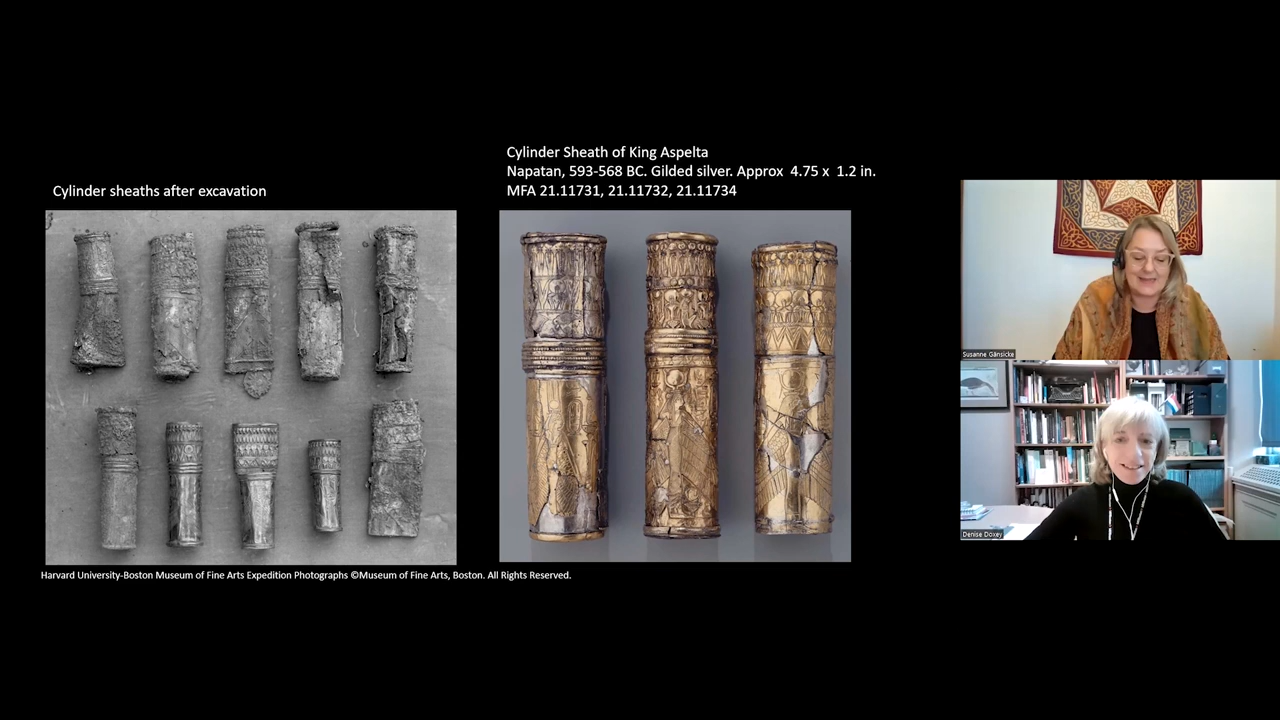 Cylinder sheaths after excavation
Cylinder Sheath of King Aspelta
Napatan, 593-568 BC. Gilded silver. Approx 4.75 x 1.2 in.
MFA 21.11731, 21.11732, 21.11734
Harvard University-Boston Museum of Fine Arts Expedition Photographs ©Museum of Fine Arts, Boston. All Rights Reserved.
Susanne Gänsicke
Denise Doxey